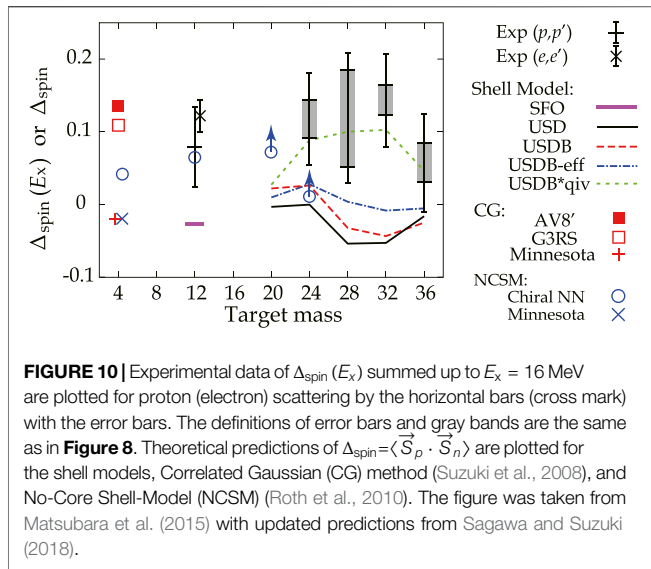 0.2
0.1
0
-0.1
Δspin (Ex) or Δspin
4 8 12 16 20 24 28 32 36
Target mass
Exp (p,p′)
Exp (e,e′)
Shell Model:
SFO
USD
USDB
USDB-eff
USDB*qiv
CG:
AV8′
G3RS
Minnesota
NCSM:
Chiral NN
Minnesota
FIGURE 10 | Experimental data of Δspin (Ex) summed up to Ex = 16 MeV
are plotted for proton (electron) scattering by the horizontal bars (cross mark)
with the error bars. The definitions of error bars and gray bands are the same
as in Figure 8. Theoretical predictions of Δspin=⟨S⃗p · S⃗n⟩ are plotted for
the shell models, Correlated Gaussian (CG) method (Suzuki et al., 2008), and
No-Core Shell-Model (NCSM) (Roth et al., 2010). The figure was taken from
Matsubara et al. (2015) with updated predictions from Sagawa and Suzuki
(2018).